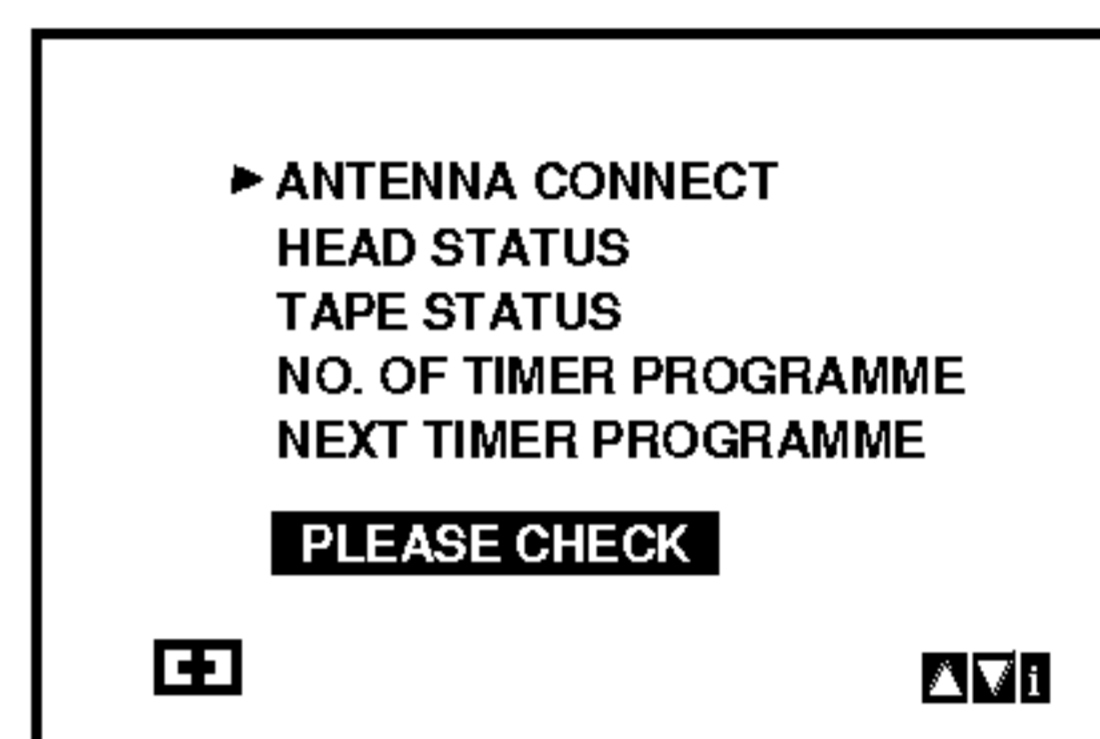 ► ANTENNA CONNECT
HEAD STATUS
TAPE STATUS
NO. OF TIMER PROGRAMME
NEXT TIMER PROGRAMME
PLEASE CHECK
i